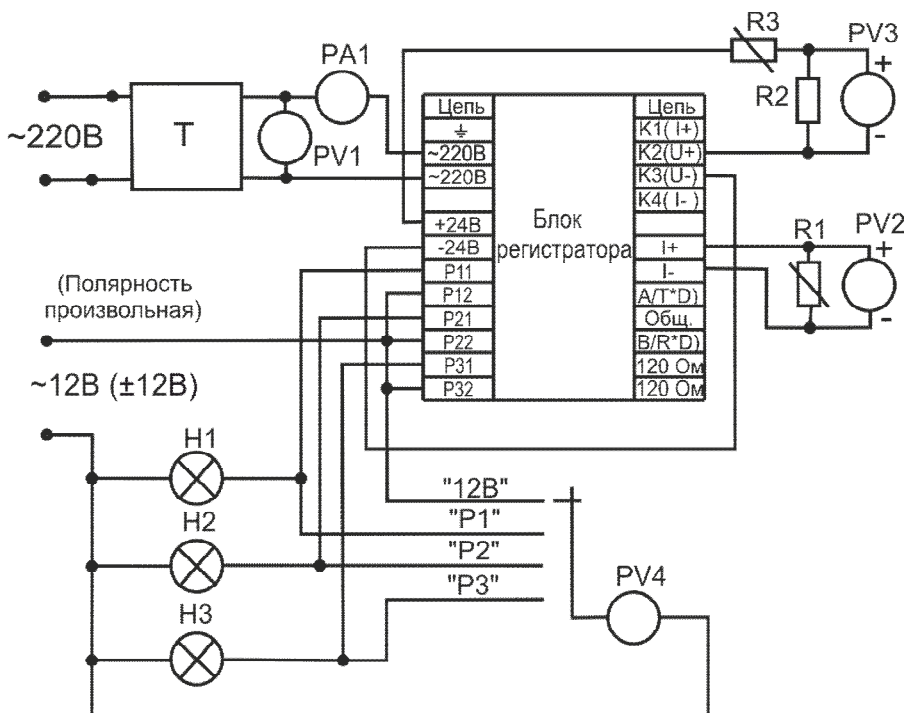 R3
PV3
+
R2
-
PA1
~220В
T
PV1
Цепь
~220В
~220В
+24В
-24В
P11
P12
P21
P22
P31
P32
Блок
регистратора
Цепь
K1( I+)
K2(U+)
K3(U-)
K4( I- )
I+
I-
A/T*D)
Общ.
B/R*D)
120 Ом
120 Ом
R1
PV2
+
-
(Полярность
произвольная)
~12В (±12В)
H1
H2
H3
"12В"
"P1"
"P2"
"P3"
PV4